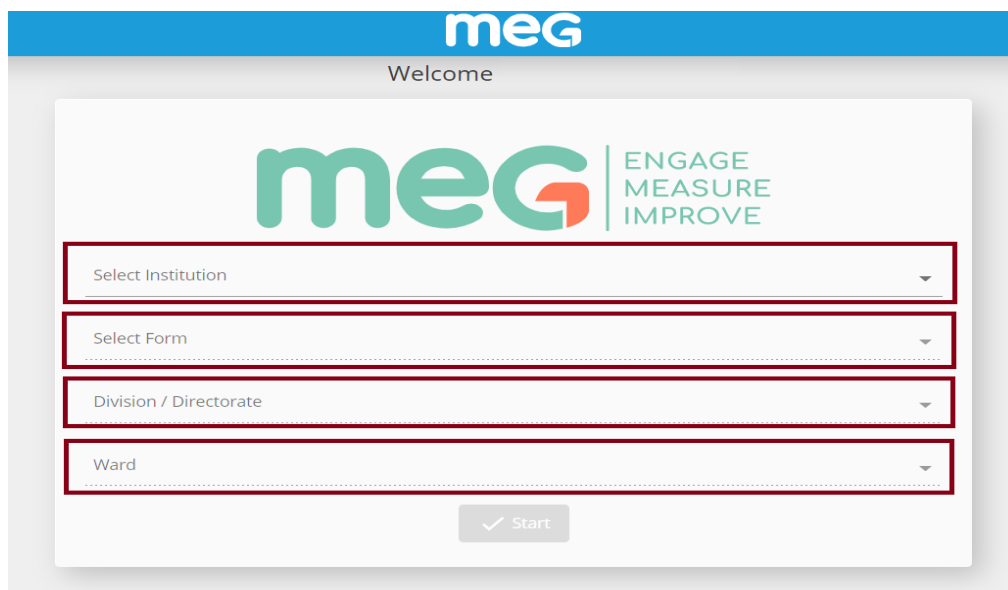 meG
Welcome
meG
ENGAGE
MEASURE
IMPROVE
Select Institution
Select Form
Division / Directorate
Ward
Start